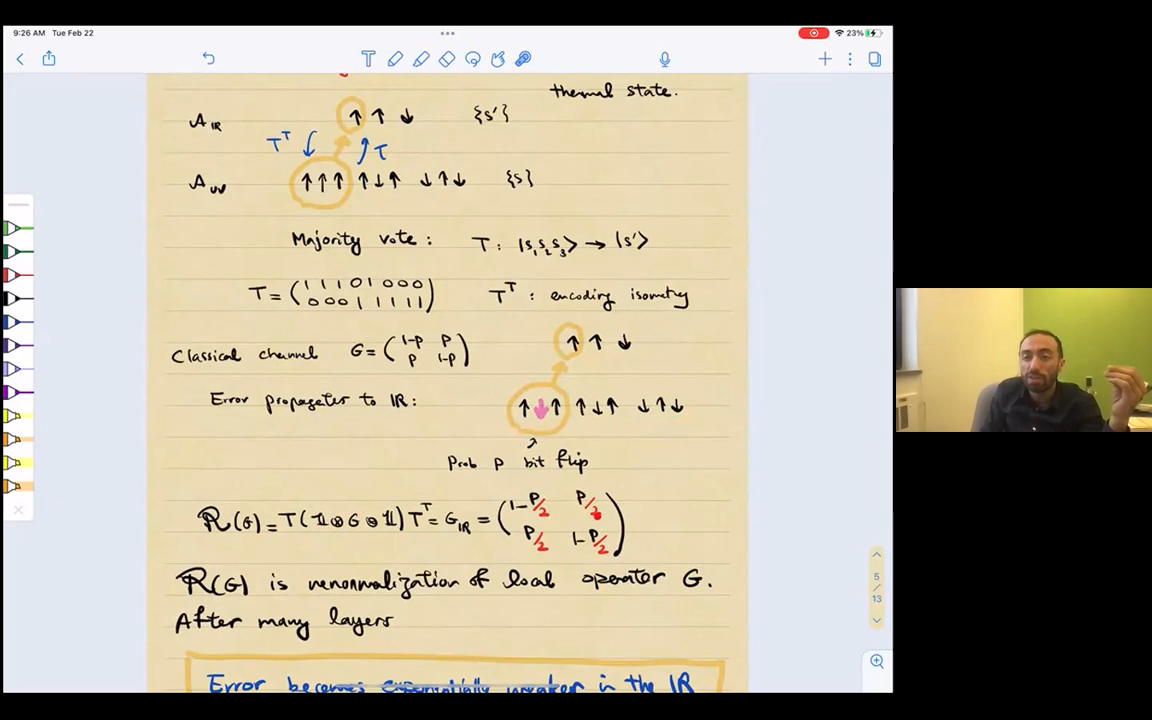 9:26 AM Tue Feb 22
23%
thermal state.
A_IR ↑ ↑ ↓ {s'}
T^T T
A_UV ↑↑↑ ↑↓↑ ↓↑↓ {s}
Majority vote : T : |s₁s₂s₃> → |s'>
T = (1 1 1 0 1 0 0 0
0 0 0 1 1 1 1 1) T^T : encoding isometry
Classical channel G = (1-p p
p 1-p) ↑ ↑ ↓
Error propagates to IR : ↑ ↓ ↑ ↑↓↑ ↓↑↓
Prob p bit flip
R(G) = T(𝟙⊗G⊗𝟙)T^T = G_IR = (1-P/2 P/2
P/2 1-P/2)
R(G) is renormalization of local operator G.
After many layers
Error becomes exponentially weaker in the IR
5
/
13